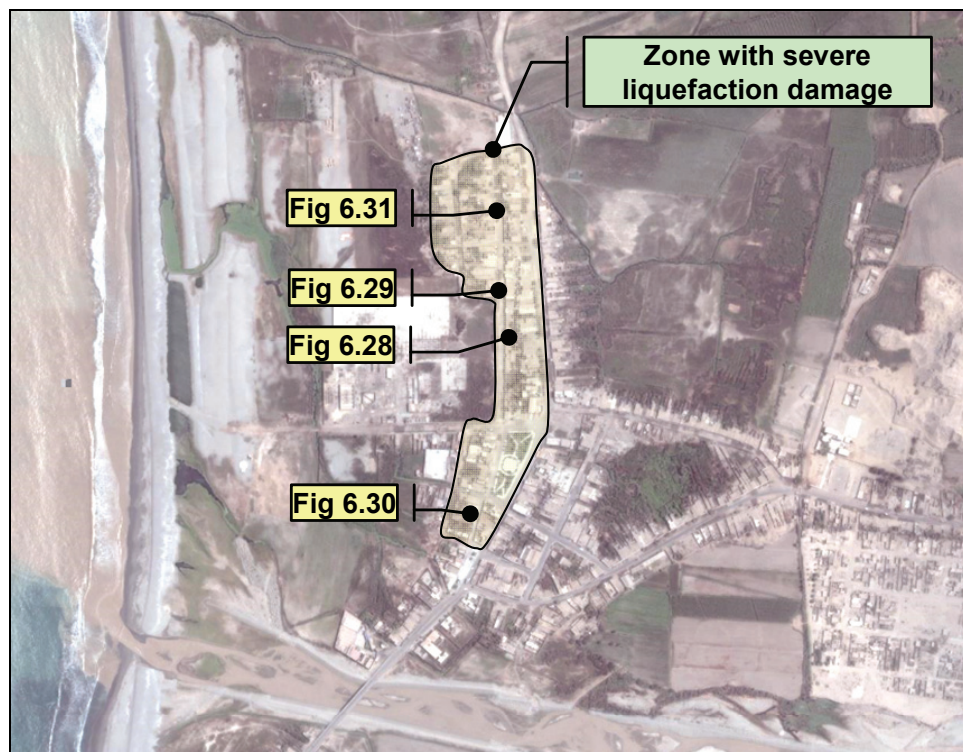 Zone with severe
liquefaction damage
Fig 6.31
Fig 6.29
Fig 6.28
Fig 6.30